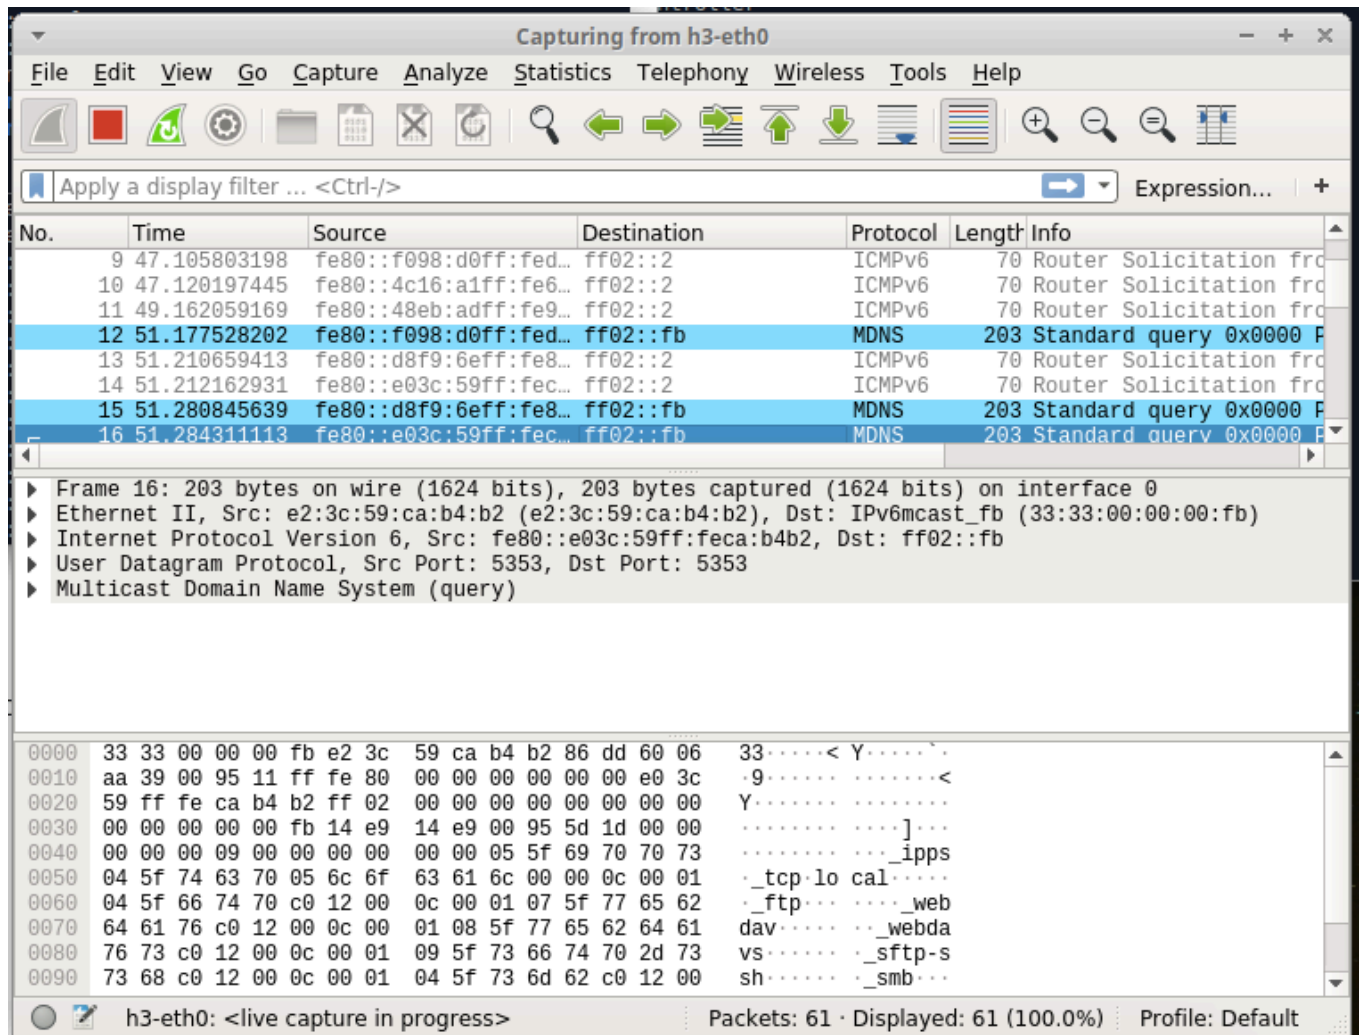 Capturing from h3-eth0
File Edit View Go Capture Analyze Statistics Telephony Wireless Tools Help
Apply a display filter ... <Ctrl-/> Expression... +
No. Time Source Destination Protocol Length Info
9 47.105803198 fe80::f098:d0ff:fed… ff02::2 ICMPv6 70 Router Solicitation fro
10 47.120197445 fe80::4c16:a1ff:fe6… ff02::2 ICMPv6 70 Router Solicitation fro
11 49.162059169 fe80::48eb:adff:fe9… ff02::2 ICMPv6 70 Router Solicitation fro
12 51.177528202 fe80::f098:d0ff:fed… ff02::fb MDNS 203 Standard query 0x0000 P
13 51.210659413 fe80::d8f9:6eff:fe8… ff02::2 ICMPv6 70 Router Solicitation fro
14 51.212162931 fe80::e03c:59ff:fec… ff02::2 ICMPv6 70 Router Solicitation fro
15 51.280845639 fe80::d8f9:6eff:fe8… ff02::fb MDNS 203 Standard query 0x0000 P
16 51.284311113 fe80::e03c:59ff:fec… ff02::fb MDNS 203 Standard query 0x0000 P
Frame 16: 203 bytes on wire (1624 bits), 203 bytes captured (1624 bits) on interface 0
Ethernet II, Src: e2:3c:59:ca:b4:b2 (e2:3c:59:ca:b4:b2), Dst: IPv6mcast_fb (33:33:00:00:00:fb)
Internet Protocol Version 6, Src: fe80::e03c:59ff:feca:b4b2, Dst: ff02::fb
User Datagram Protocol, Src Port: 5353, Dst Port: 5353
Multicast Domain Name System (query)
0000 33 33 00 00 00 fb e2 3c 59 ca b4 b2 86 dd 60 06 33·····< Y·····`·
0010 aa 39 00 95 11 ff fe 80 00 00 00 00 00 00 e0 3c ·9······ ·······<
0020 59 ff fe ca b4 b2 ff 02 00 00 00 00 00 00 00 00 Y······· ········
0030 00 00 00 00 00 fb 14 e9 14 e9 00 95 5d 1d 00 00 ········ ····]···
0040 00 00 00 09 00 00 00 00 00 00 05 5f 69 70 70 73 ········ ···_ipps
0050 04 5f 74 63 70 05 6c 6f 63 61 6c 00 00 0c 00 01 ·_tcp·lo cal·····
0060 04 5f 66 74 70 c0 12 00 0c 00 01 07 5f 77 65 62 ·_ftp··· ····_web
0070 64 61 76 c0 12 00 0c 00 01 08 5f 77 65 62 64 61 dav····· ··_webda
0080 76 73 c0 12 00 0c 00 01 09 5f 73 66 74 70 2d 73 vs······ ·_sftp-s
0090 73 68 c0 12 00 0c 00 01 04 5f 73 6d 62 c0 12 00 sh······ ·_smb···
h3-eth0: <live capture in progress> Packets: 61 · Displayed: 61 (100.0%) Profile: Default